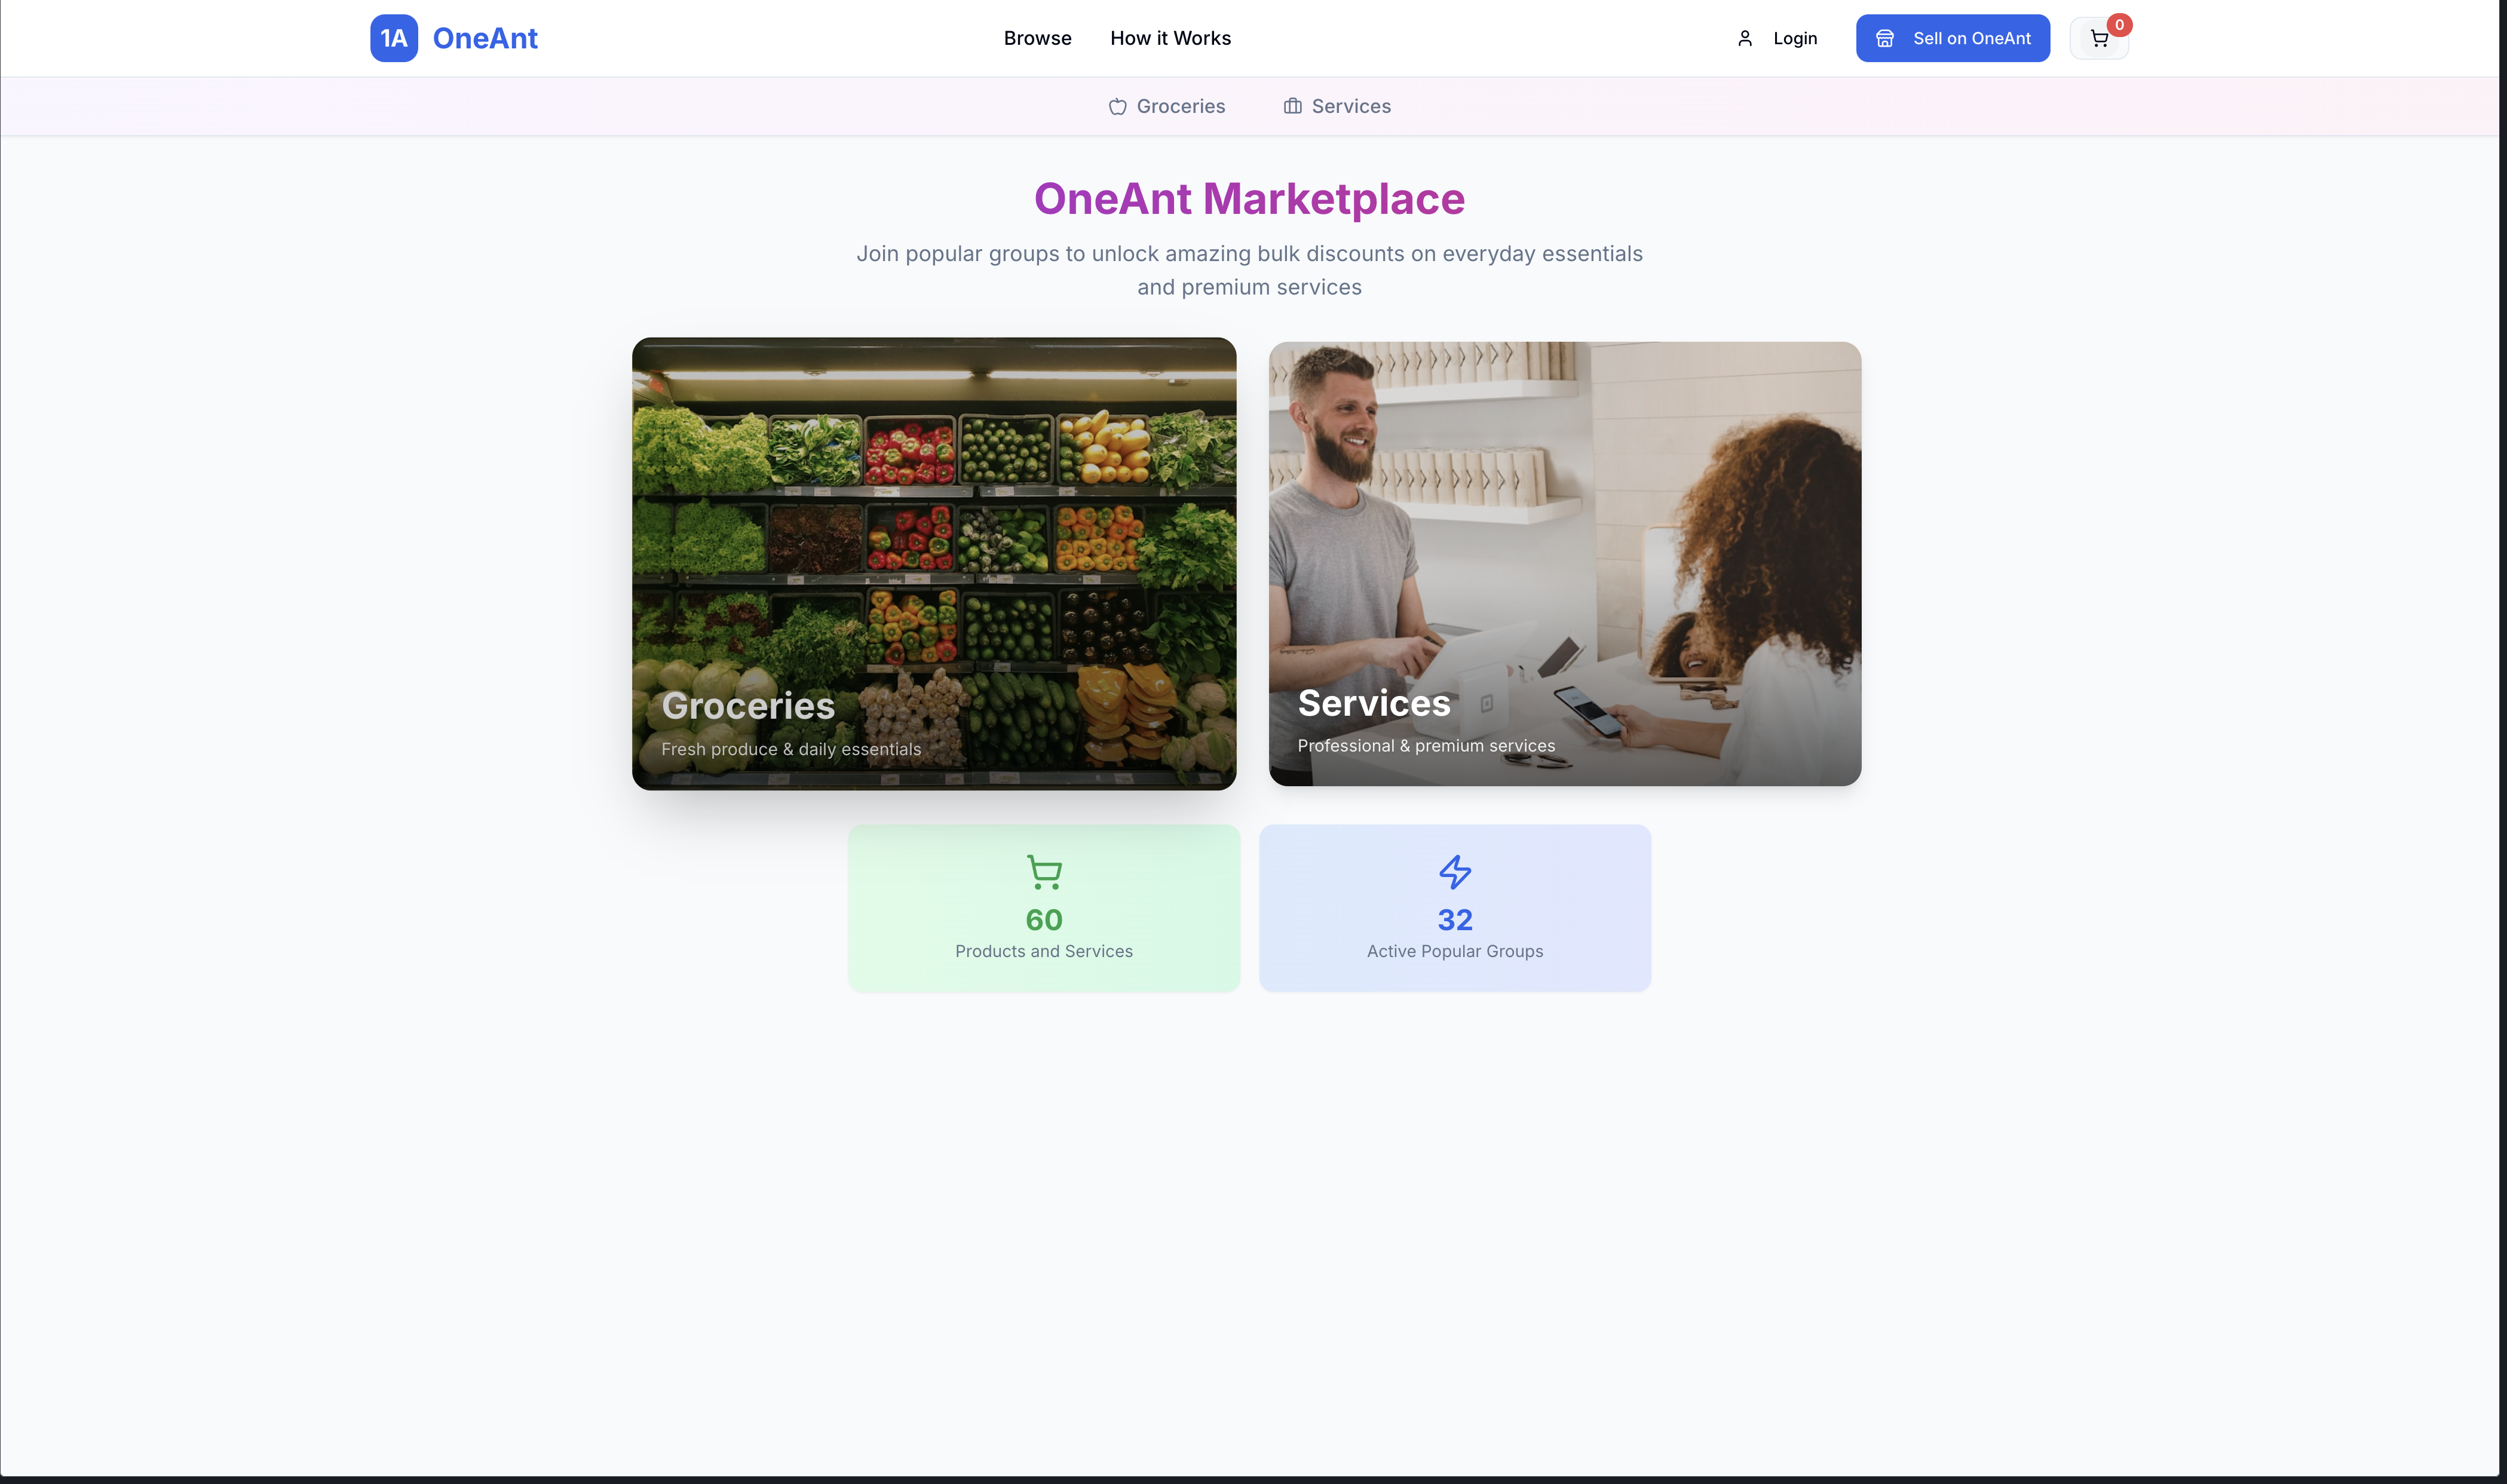 1A OneAnt
Browse
How it Works
Login
Sell on OneAnt
0
Groceries
Services
OneAnt Marketplace
Join popular groups to unlock amazing bulk discounts on everyday essentials
and premium services
Groceries
Fresh produce & daily essentials
Services
Professional & premium services
60
Products and Services
32
Active Popular Groups